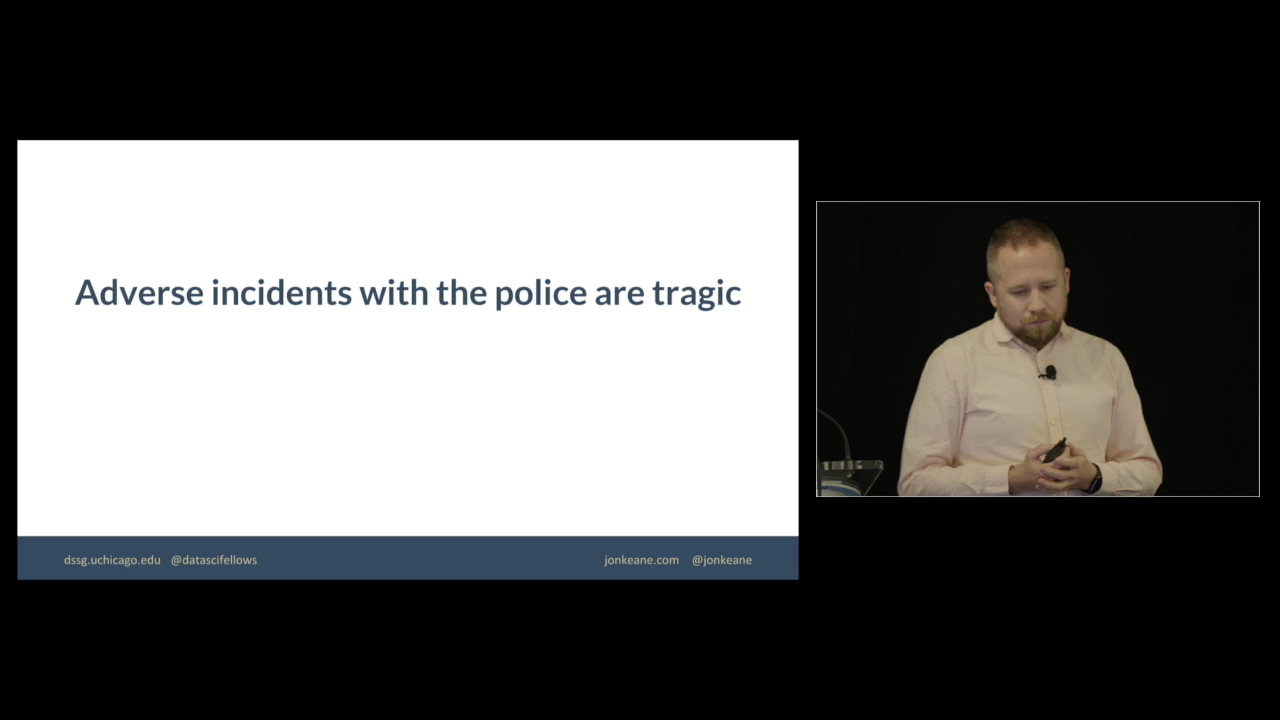 Adverse incidents with the police are tragic
dssg.uchicago.edu @datascifellows
jonkeane.com @jonkeane